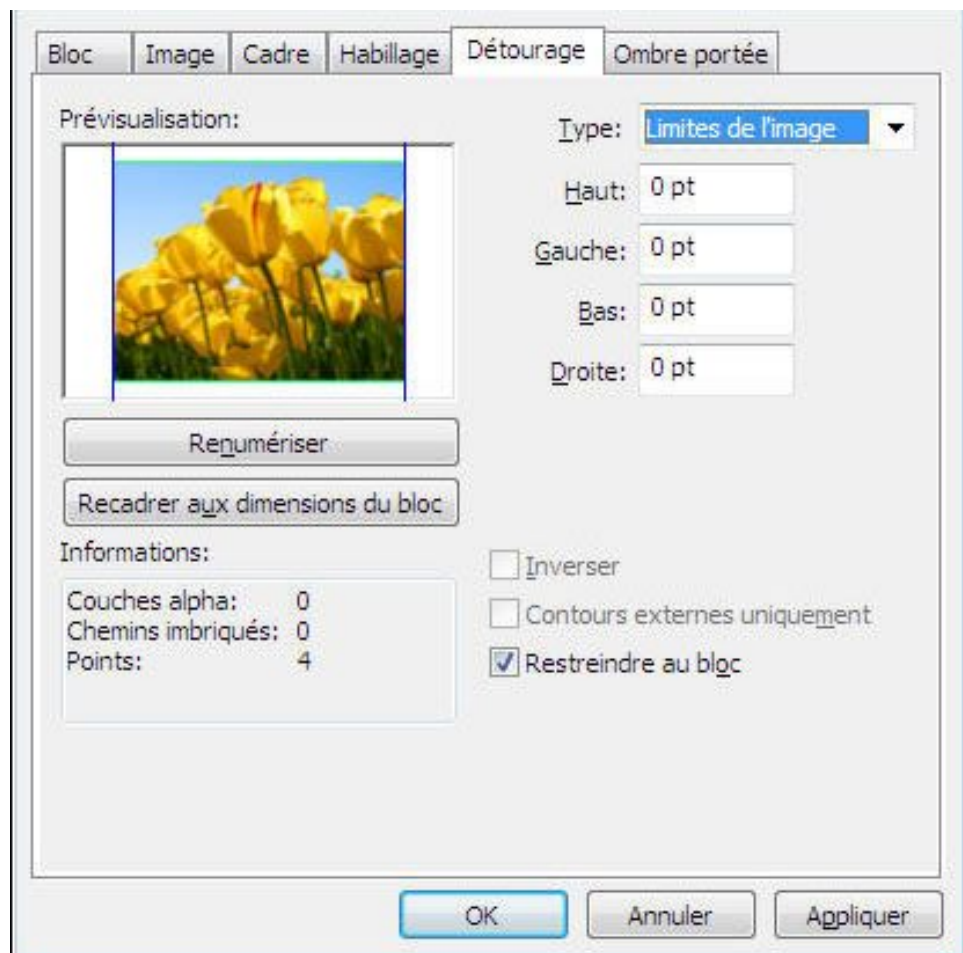 Bloc Image Cadre Habillage Détourage Ombre portée
Prévisualisation:
Type: Limites de l'image
Haut: 0 pt
Gauche: 0 pt
Bas: 0 pt
Droite: 0 pt
Renumériser
Recadrer aux dimensions du bloc
Informations:
Couches alpha: 0
Chemins imbriqués: 0
Points: 4
Inverser
Contours externes uniquement
Restreindre au bloc
OK Annuler Appliquer